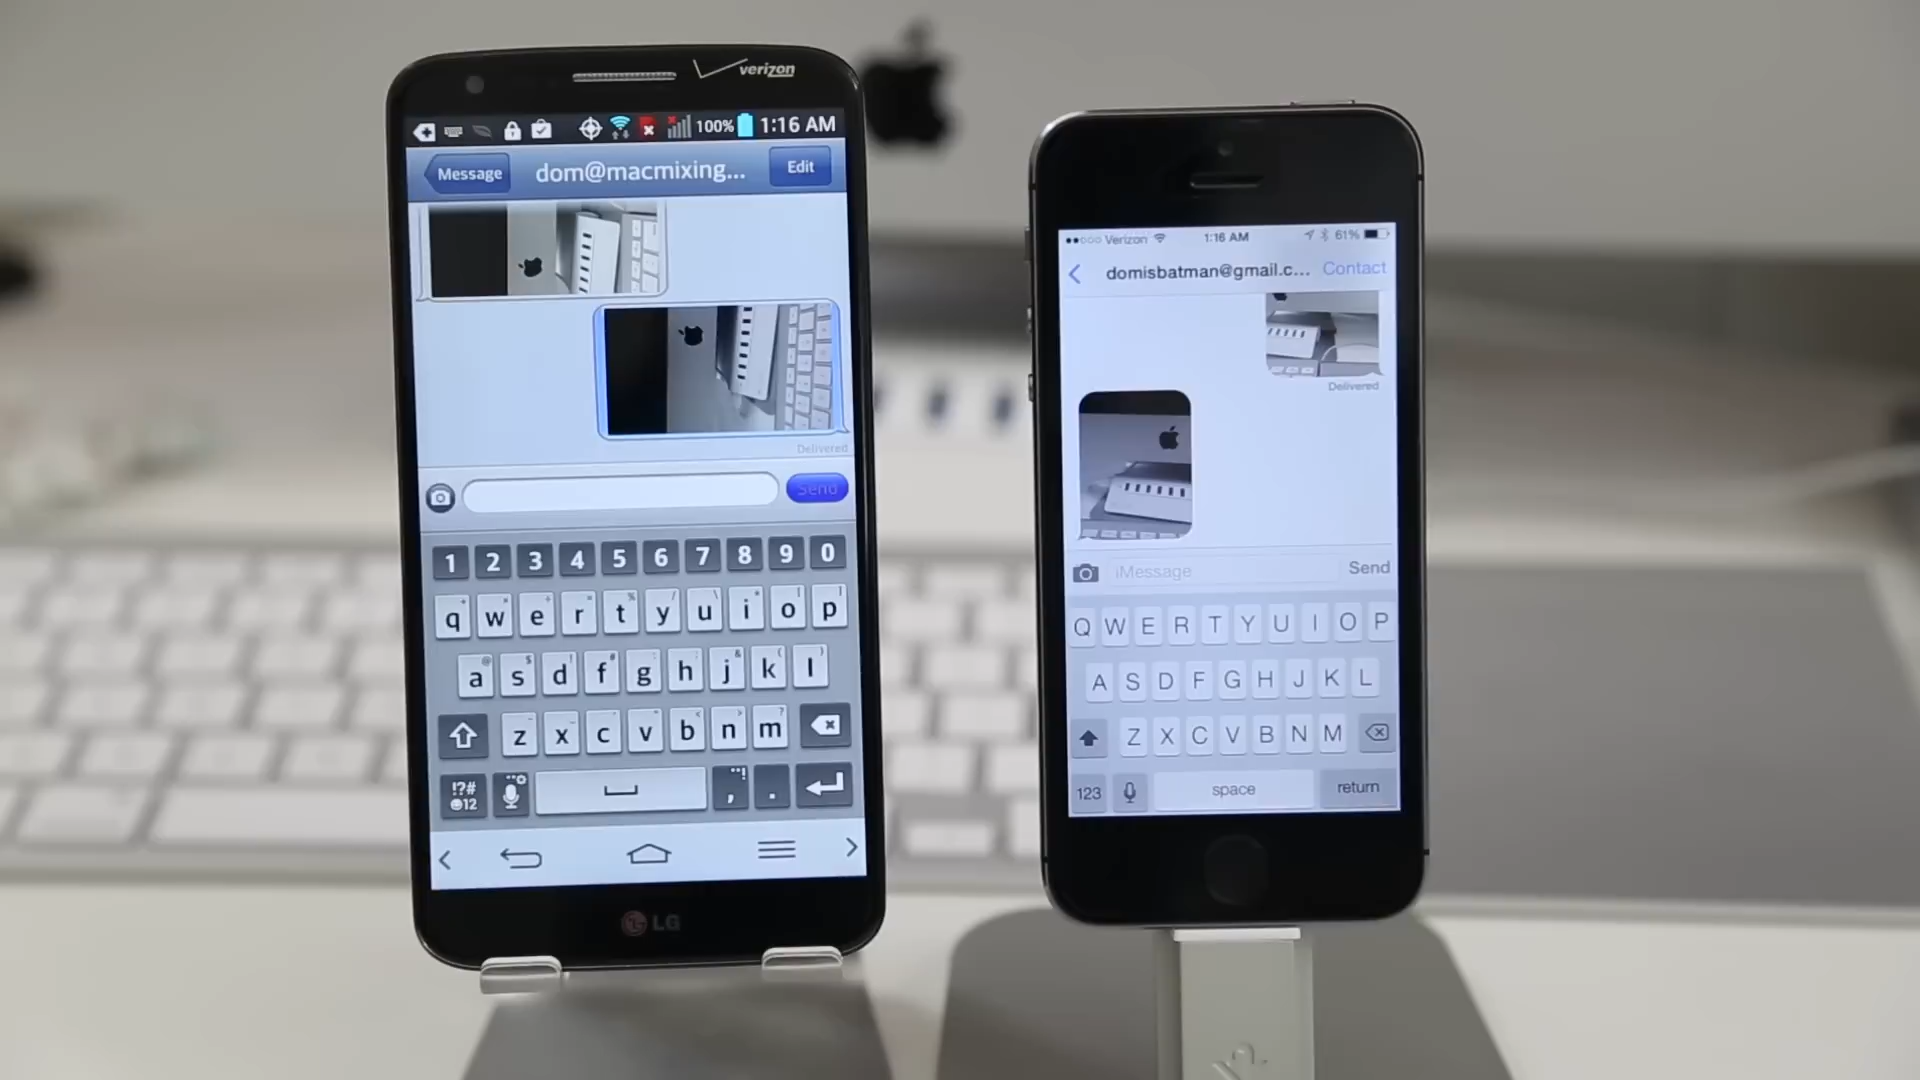 verizon
100% 1:16 AM
Message dom@macmixing... Edit
Delivered
Send
1 2 3 4 5 6 7 8 9 0
q w e r t y u i o p
a s d f g h j k l
z x c v b n m
!?# 12 , .
LG
Verizon 1:16 AM 61%
domisbatman@gmail.c... Contact
Delivered
iMessage Send
Q W E R T Y U I O P
A S D F G H J K L
Z X C V B N M
123 space return